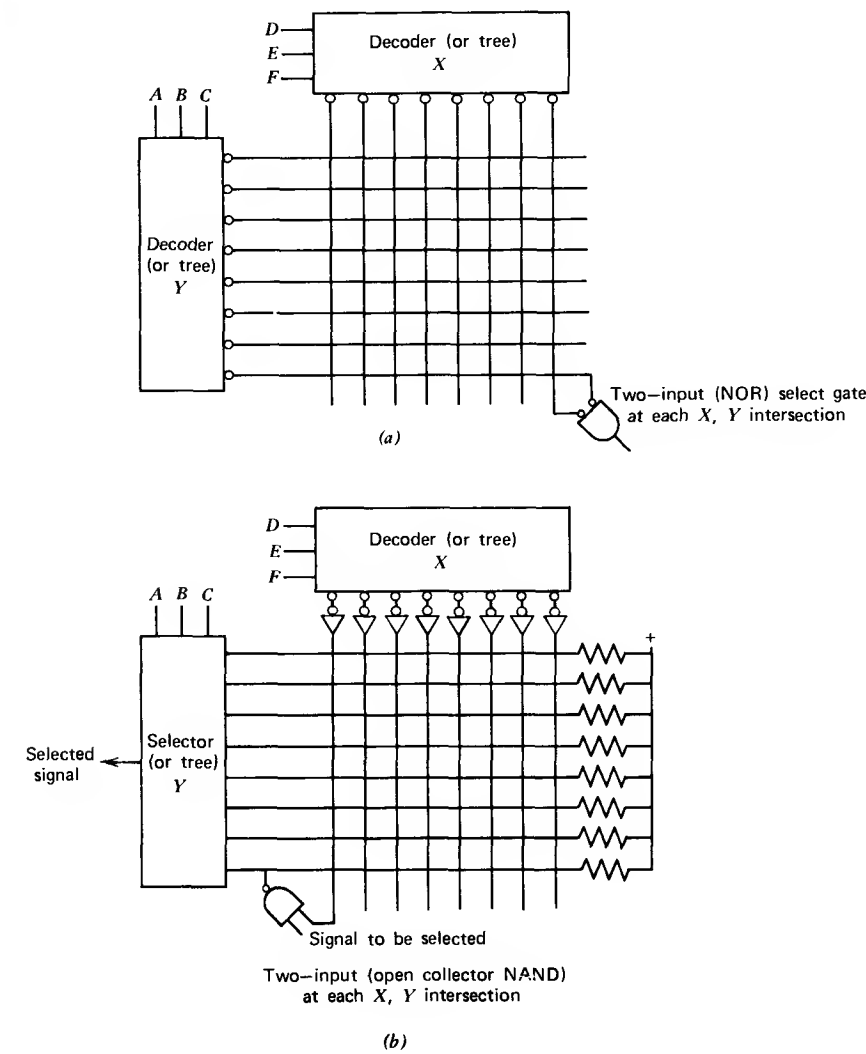 D
Decoder (or tree)
X
E
F
A B C
Decoder
(or tree)
Y
Two-input (NOR) select gate
at each X, Y intersection
(a)
D
Decoder (or tree)
X
E
F
A B C
+
Selector
(or tree)
Y
Selected
signal
Signal to be selected
Two-input (open collector NAND)
at each X, Y intersection
(b)